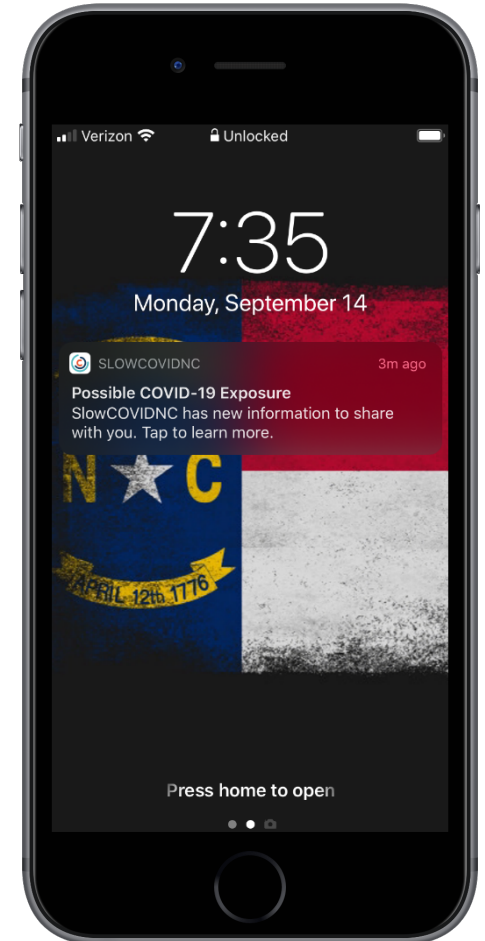 Verizon
Unlocked
7:35
Monday, September 14
SLOWCOVIDNC
3m ago
Possible COVID-19 Exposure
SlowCOVIDNC has new information to share
with you. Tap to learn more.
N C
APRIL 12th 1776
Press home to open